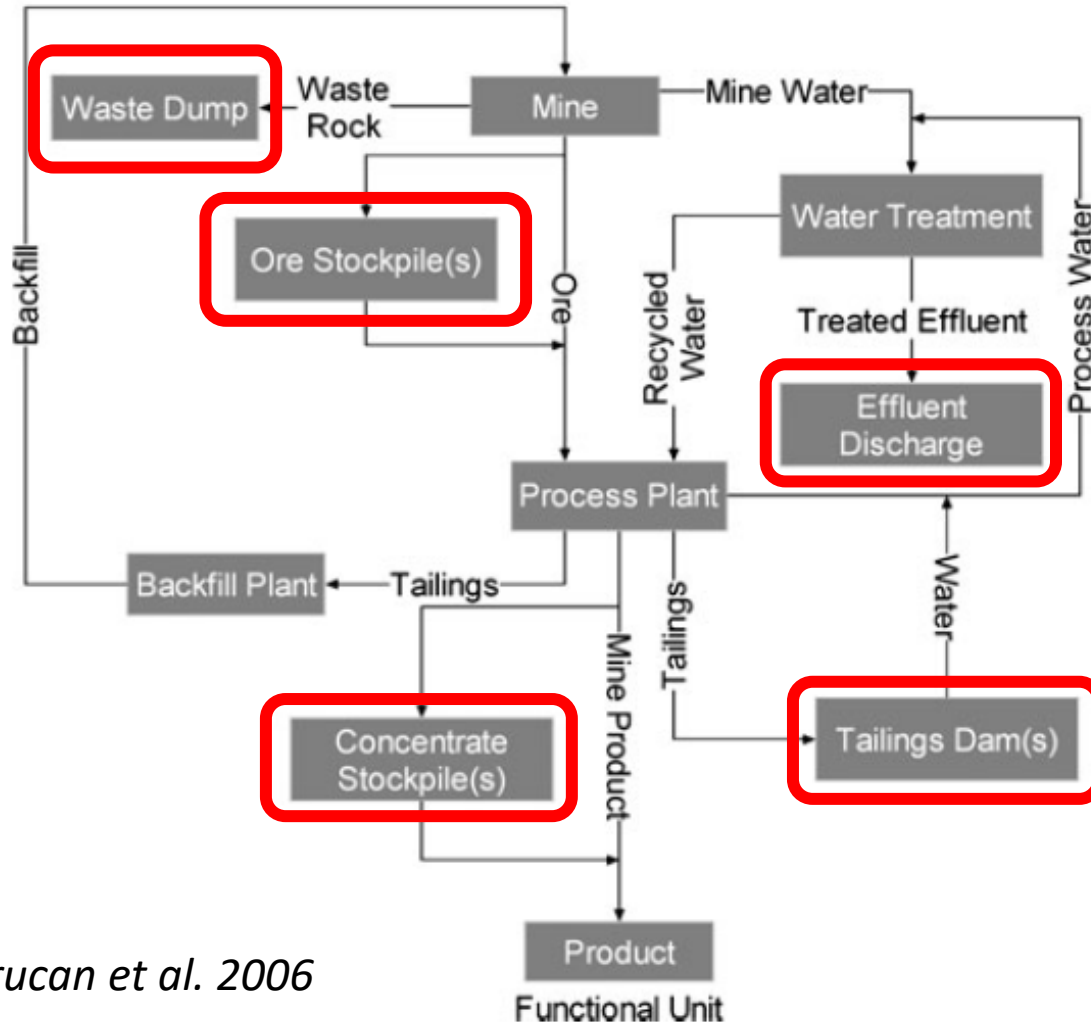 Waste Dump
Waste
Rock
Mine
Mine Water
Ore Stockpile(s)
Ore
Backfill
Water Treatment
Recycled
Water
Treated Effluent
Process Water
Effluent
Discharge
Process Plant
Backfill Plant
Tailings
Mine Product
Tailings
Water
Concentrate
Stockpile(s)
Tailings Dam(s)
Product
Functional Unit
et al. 2006